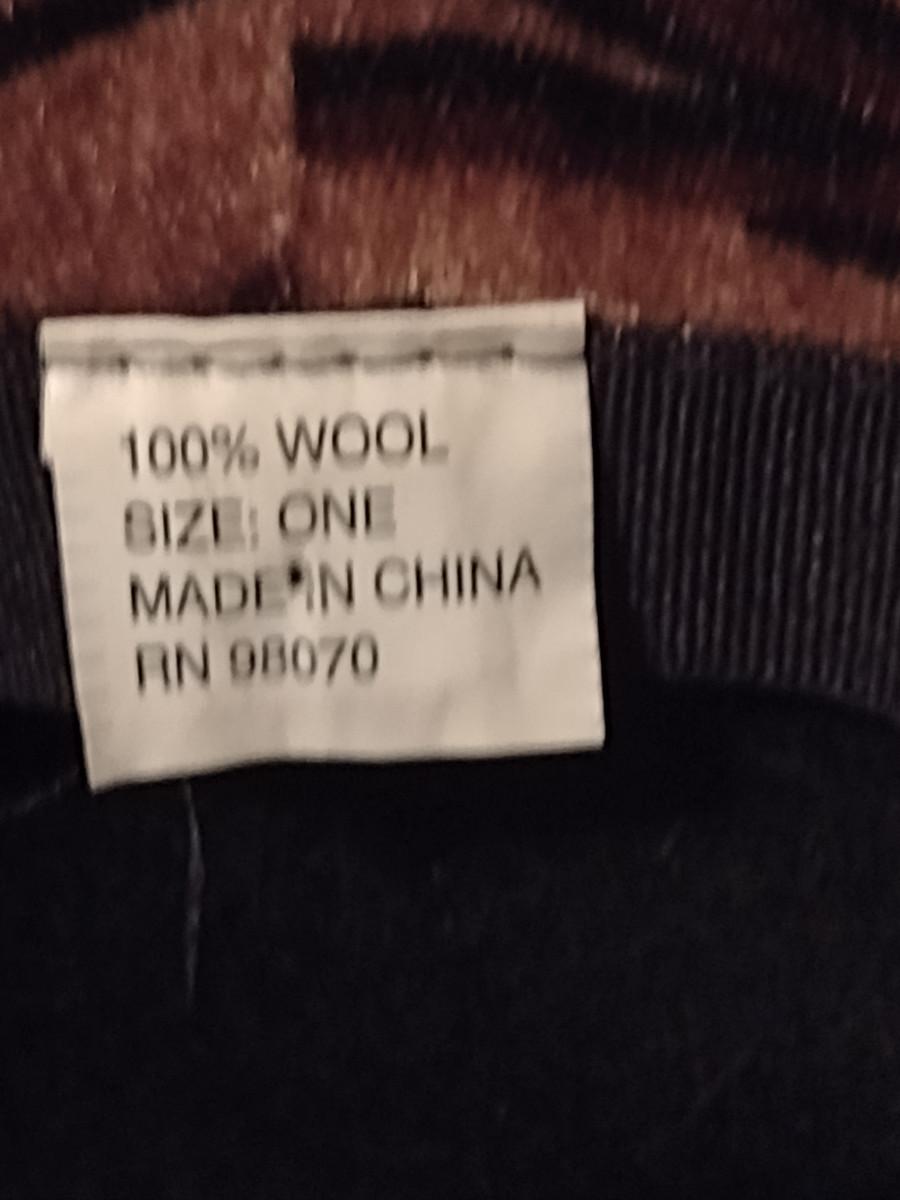 100% WOOL
SIZE: ONE
MADE IN CHINA
RN 98070